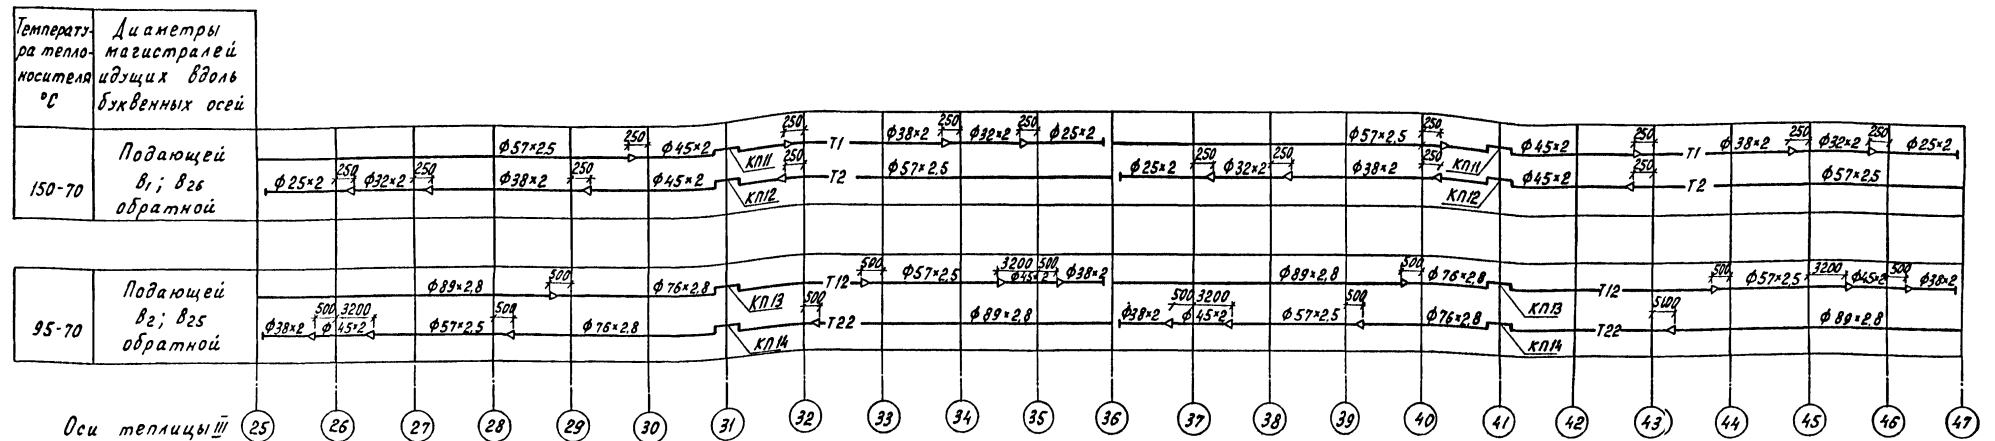 Температу-
ра тепло-
носителя
°С
Диаметры
магистралей
идущих вдоль
буквенных осей
150-70
Подающей
В1; В26
обратной
ф57×2,5 250 ф45×2 КП11 250 Т1 ф38×2 250 ф32×2 250 ф25×2 ф57×2,5 250 КП11 ф45×2 250 Т1 ф38×2 250 ф32×2 250 ф25×2
ф25×2 250 ф32×2 250 ф38×2 250 ф45×2 КП12 250 Т2 ф57×2,5 ф25×2 250 ф32×2 250 ф38×2 250 КП12 ф45×2 250 Т2 ф57×2,5
95-70
Подающей
В2; В25
обратной
ф89×2,8 500 ф76×2,8 КП13 Т12 500 ф57×2,5 3200 500 ф45×2 ф38×2 ф89×2,8 500 ф76×2,8 КП13 Т12 500 ф57×2,5 3200 ф45×2 500 ф38×2
ф38×2 500 3200 ф45×2 ф57×2,5 500 ф76×2,8 КП14 500 Т22 ф89×2,8 ф38×2 500 3200 ф45×2 ф57×2,5 500 ф76×2,8 КП14 Т22 ф89×2,8
Оси теплицы III 25 26 27 28 29 30 31 32 33 34 35 36 37 38 39 40 41 42 43 44 45 46 47